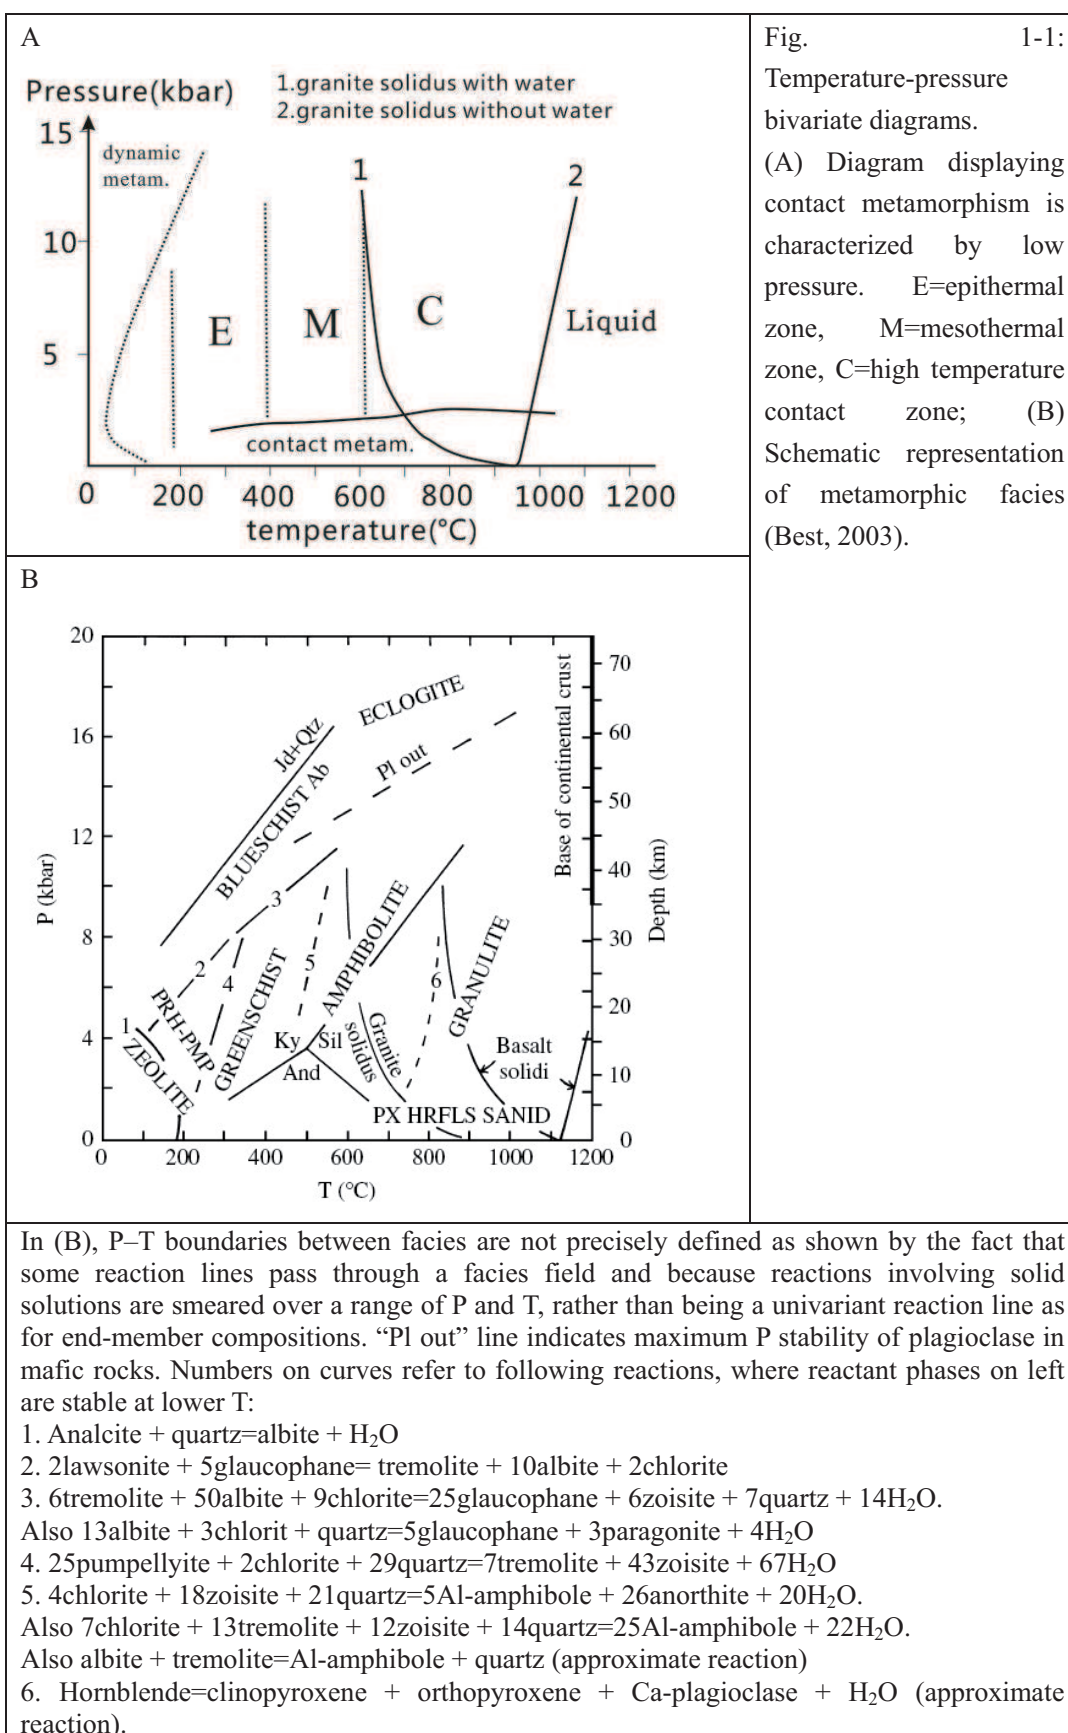 A
Pressure(kbar)
1.granite solidus with water
2.granite solidus without water
15
dynamic
metam.
1
2
10
E
M
C
Liquid
5
contact metam.
0 200 400 600 800 1000 1200
temperature(°C)
Fig. 1-1:
Temperature-pressure
bivariate diagrams.
(A) Diagram displaying
contact metamorphism is
characterized by low
pressure. E=epithermal
zone, M=mesothermal
zone, C=high temperature
contact zone; (B)
Schematic representation
of metamorphic facies
(Best, 2003).
B
20
16
12
8
4
0
P (kbar)
Jd+Qtz
ECLOGITE
BLUESCHIST Ab
Pl out
3
2
4
5
6
1
PRH-PMP
ZEOLITE
GREENSCHIST
AMPHIBOLITE
GRANULITE
Ky
Sil
And
Granite
solidus
Basalt
solidi
PX HRFLS SANID
Base of continental crust
70
60
50
40
30
20
10
0
Depth (km)
0 200 400 600 800 1000 1200
T (°C)
In (B), P–T boundaries between facies are not precisely defined as shown by the fact that
some reaction lines pass through a facies field and because reactions involving solid
solutions are smeared over a range of P and T, rather than being a univariant reaction line as
for end-member compositions. “Pl out” line indicates maximum P stability of plagioclase in
mafic rocks. Numbers on curves refer to following reactions, where reactant phases on left
are stable at lower T:
1. Analcite + quartz=albite + H₂O
2. 2lawsonite + 5glaucophane= tremolite + 10albite + 2chlorite
3. 6tremolite + 50albite + 9chlorite=25glaucophane + 6zoisite + 7quartz + 14H₂O.
Also 13albite + 3chlorit + quartz=5glaucophane + 3paragonite + 4H₂O
4. 25pumpellyite + 2chlorite + 29quartz=7tremolite + 43zoisite + 67H₂O
5. 4chlorite + 18zoisite + 21quartz=5Al-amphibole + 26anorthite + 20H₂O.
Also 7chlorite + 13tremolite + 12zoisite + 14quartz=25Al-amphibole + 22H₂O.
Also albite + tremolite=Al-amphibole + quartz (approximate reaction)
6. Hornblende=clinopyroxene + orthopyroxene + Ca-plagioclase + H₂O (approximate
reaction).